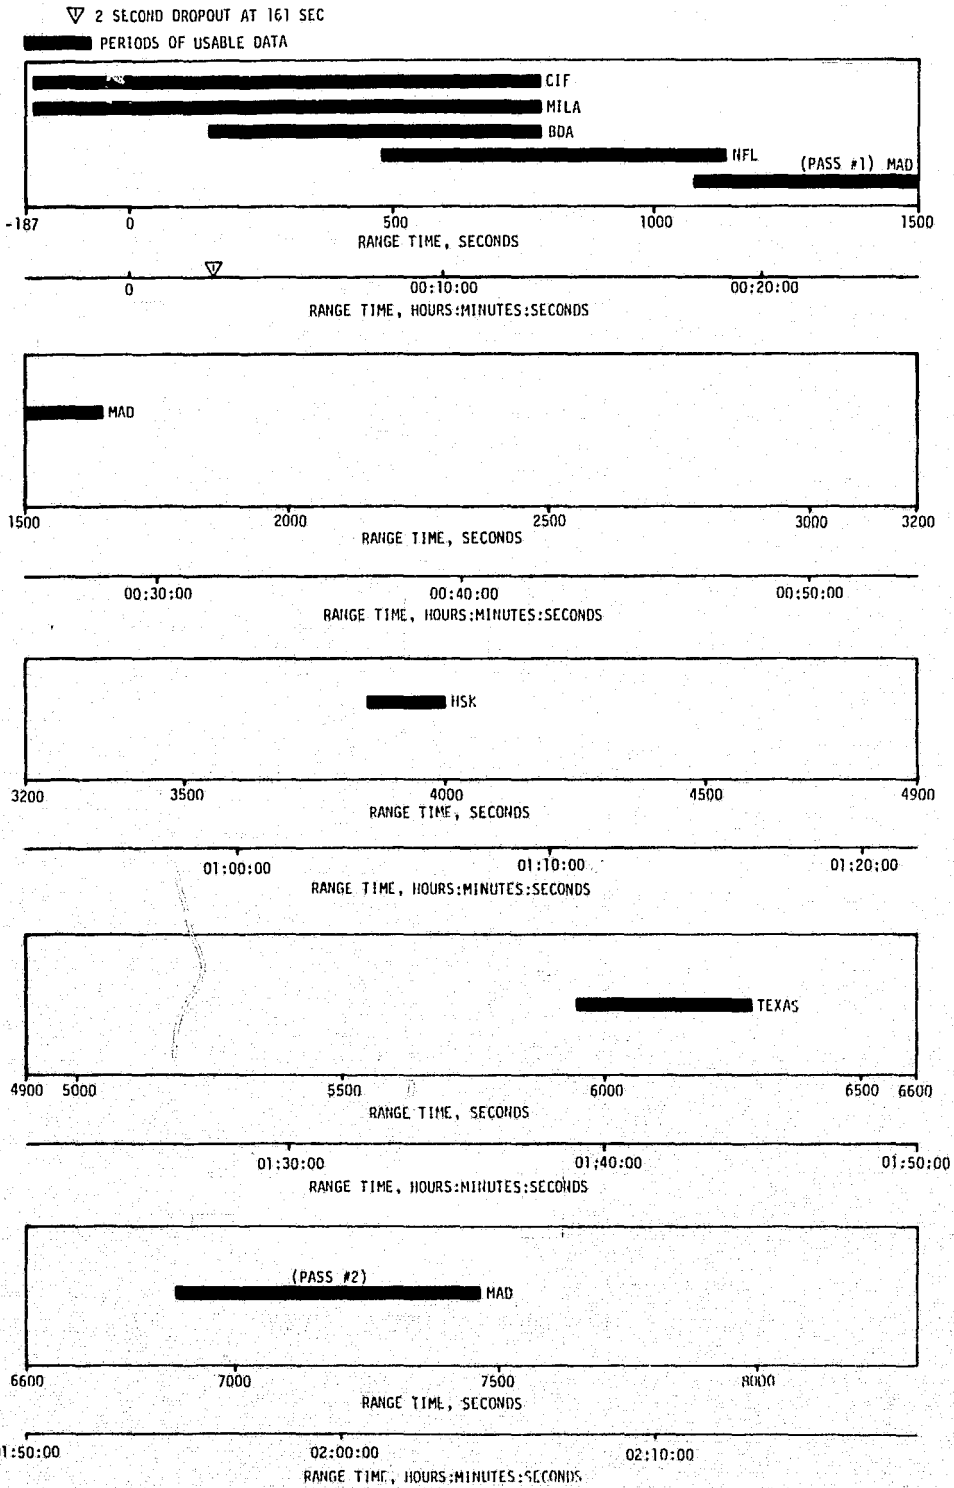 1 2 SECOND DROPOUT AT 161 SEC
PERIODS OF USABLE DATA
CIF
MILA
BDA
NFL
(PASS #1) MAD
-187 0 500 1000 1500
RANGE TIME, SECONDS
1
0 00:10:00 00:20:00
RANGE TIME, HOURS:MINUTES:SECONDS
MAD
1500 2000 2500 3000 3200
RANGE TIME, SECONDS
00:30:00 00:40:00 00:50:00
RANGE TIME, HOURS:MINUTES:SECONDS
HSK
3200 3500 4000 4500 4900
RANGE TIME, SECONDS
01:00:00 01:10:00 01:20:00
RANGE TIME, HOURS:MINUTES:SECONDS
TEXAS
4900 5000 5500 6000 6500 6600
RANGE TIME, SECONDS
01:30:00 01:40:00 01:50:00
RANGE TIME, HOURS:MINUTES:SECONDS
(PASS #2)
MAD
6600 7000 7500 8000
RANGE TIME, SECONDS
01:50:00 02:00:00 02:10:00
RANGE TIME, HOURS:MINUTES:SECONDS